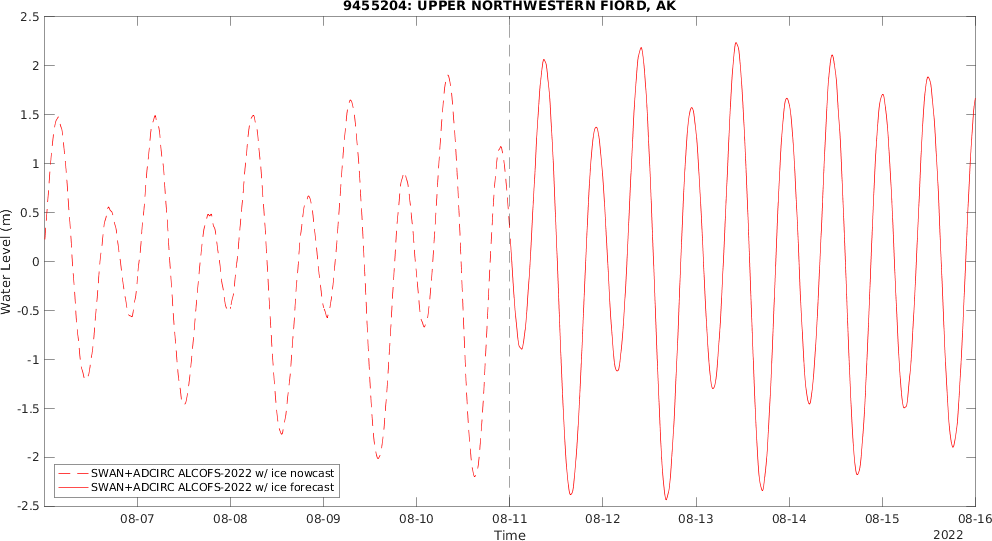 9455204: UPPER NORTHWESTERN FIORD, AK
2.5
2
1.5
1
0.5
0
-0.5
-1
-1.5
-2
-2.5
Water Level (m)
SWAN+ADCIRC ALCOFS-2022 w/ ice nowcast
SWAN+ADCIRC ALCOFS-2022 w/ ice forecast
08-07 08-08 08-09 08-10 08-11 08-12 08-13 08-14 08-15 08-16
Time
2022